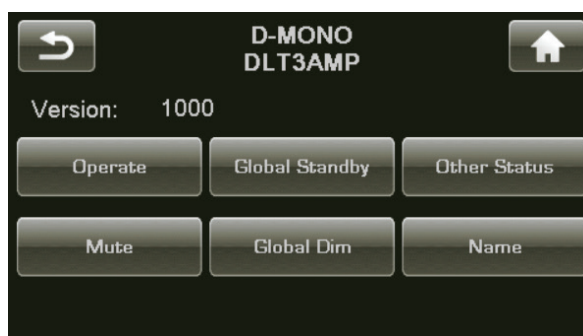 D-MONO
DLT3AMP
Version: 1000
Operate Global Standby Other Status
Mute Global Dim Name